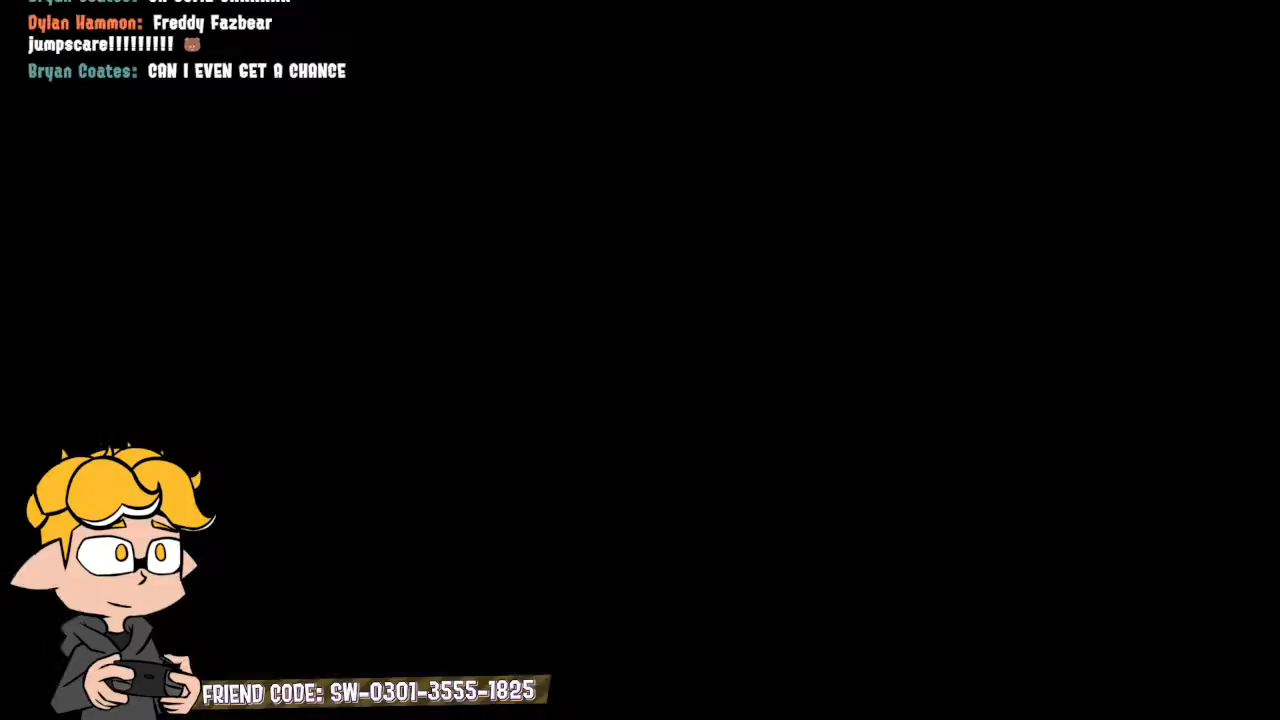 Dylan Hammon: Freddy Fazbear
jumpscare!!!!!!!!!
Bryan Coates: CAN I EVEN GET A CHANCE
FRIEND CODE: SW-0301-3555-1825